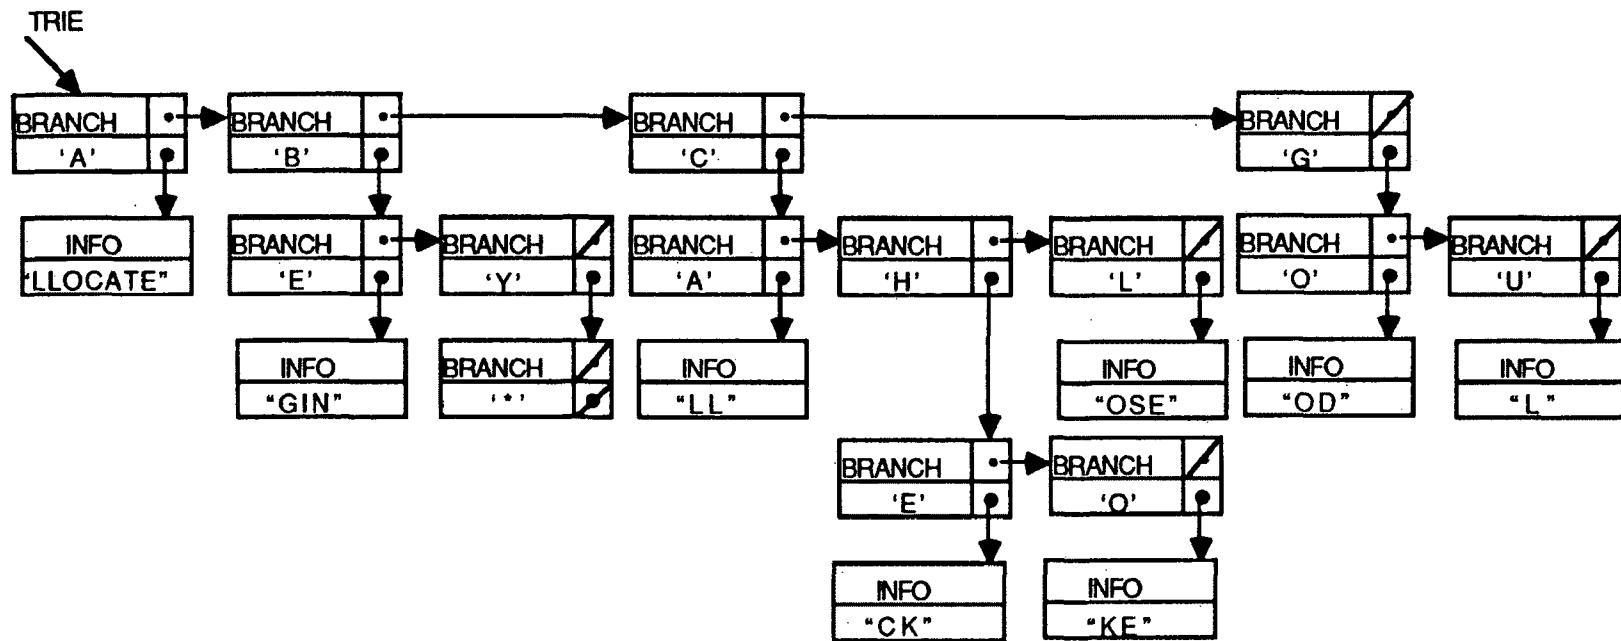 TRIE
BRANCH BRANCH BRANCH BRANCH
'A' 'B' 'C' 'G'
INFO BRANCH BRANCH BRANCH BRANCH BRANCH BRANCH BRANCH
"LLOCATE" 'E' 'Y' 'A' 'H' 'L' 'O' 'U'
INFO BRANCH INFO INFO INFO INFO
"GIN" '*' "LL" "OSE" "OD" "L"
BRANCH BRANCH
'E' 'O'
INFO INFO
"CK" "KE"